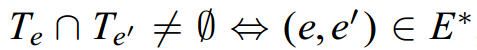 T_e ∩ T_{e'} ≠ ∅ ⇔ (e, e') ∈ E*